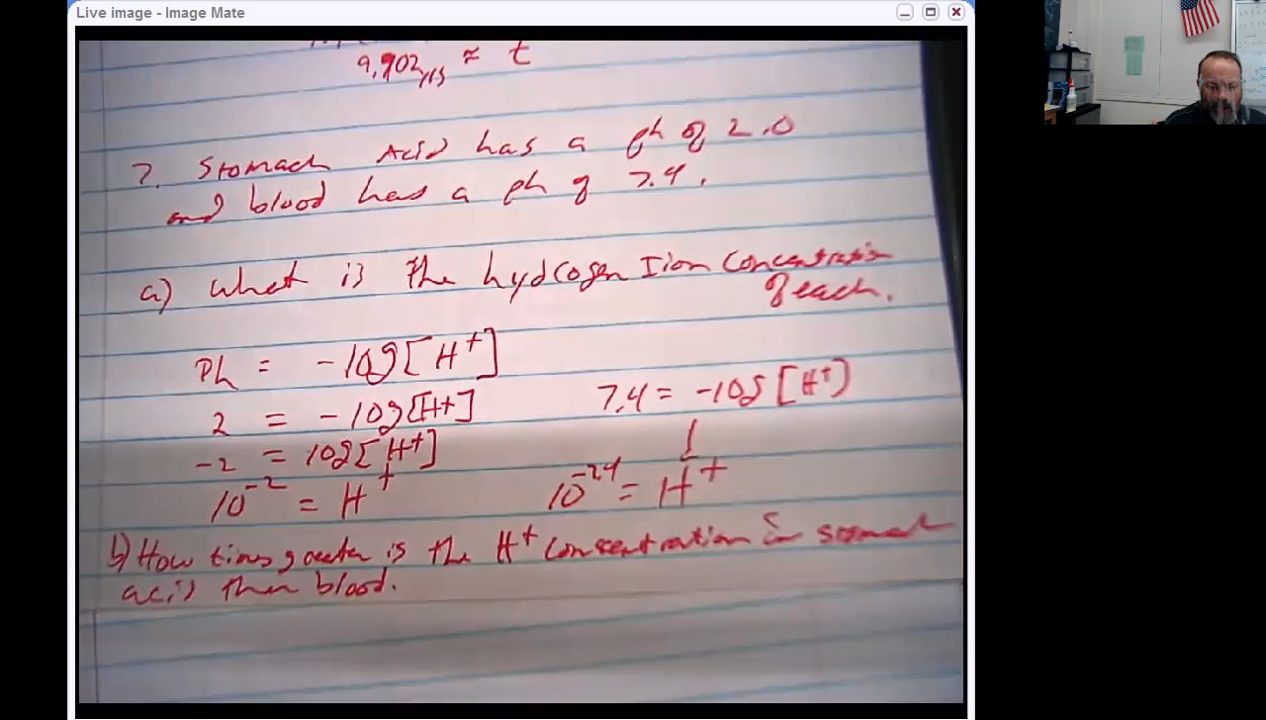 Live image - Image Mate
9,902 yrs ≈ t
7. Stomach Acid has a ph of 2.0
and blood has a ph of 7.4.
a) What is the hydrogen Iion concentration
of each.
Ph = -log[H+]
2 = -log[H+]
7.4 = -log[H+]
-2 = log[H+]
10^-2 = H+
10^-7.4 = H+
b) How times greater is the H+ concentration in stomach
acid then blood.